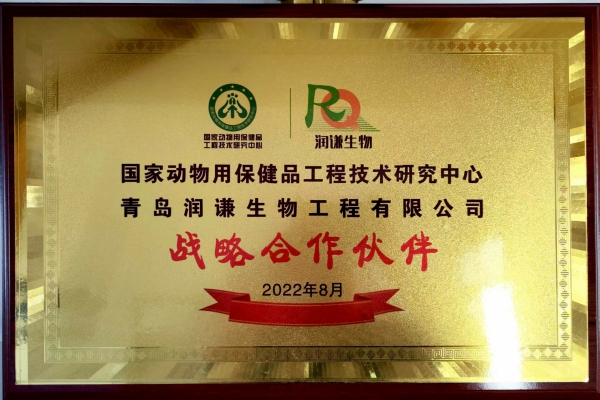 国家动物用保健品
工程技术研究中心
RQ
润谦生物
国家动物用保健品工程技术研究中心
青岛润谦生物工程有限公司
战略合作伙伴
2022年8月